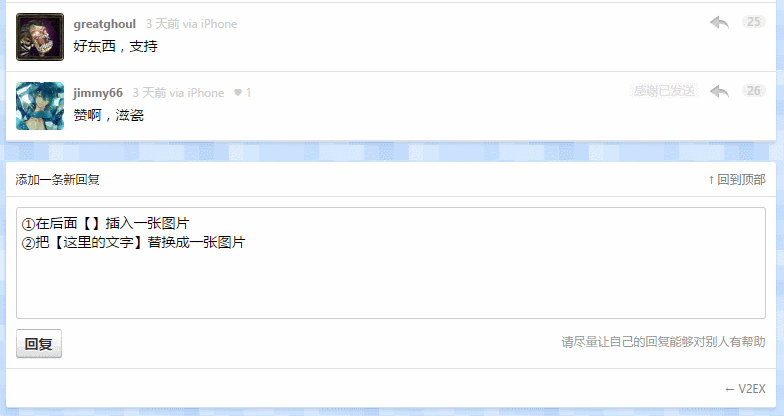 greatghoul 3 天前 via iPhone 25
好东西，支持
jimmy66 3 天前 via iPhone ♥ 1 感谢已发送 26
赞啊，滋瓷
添加一条新回复 ↑ 回到顶部
①在后面【】插入一张图片
②把【这里的文字】替换成一张图片
回复 请尽量让自己的回复能够对别人有帮助
← V2EX